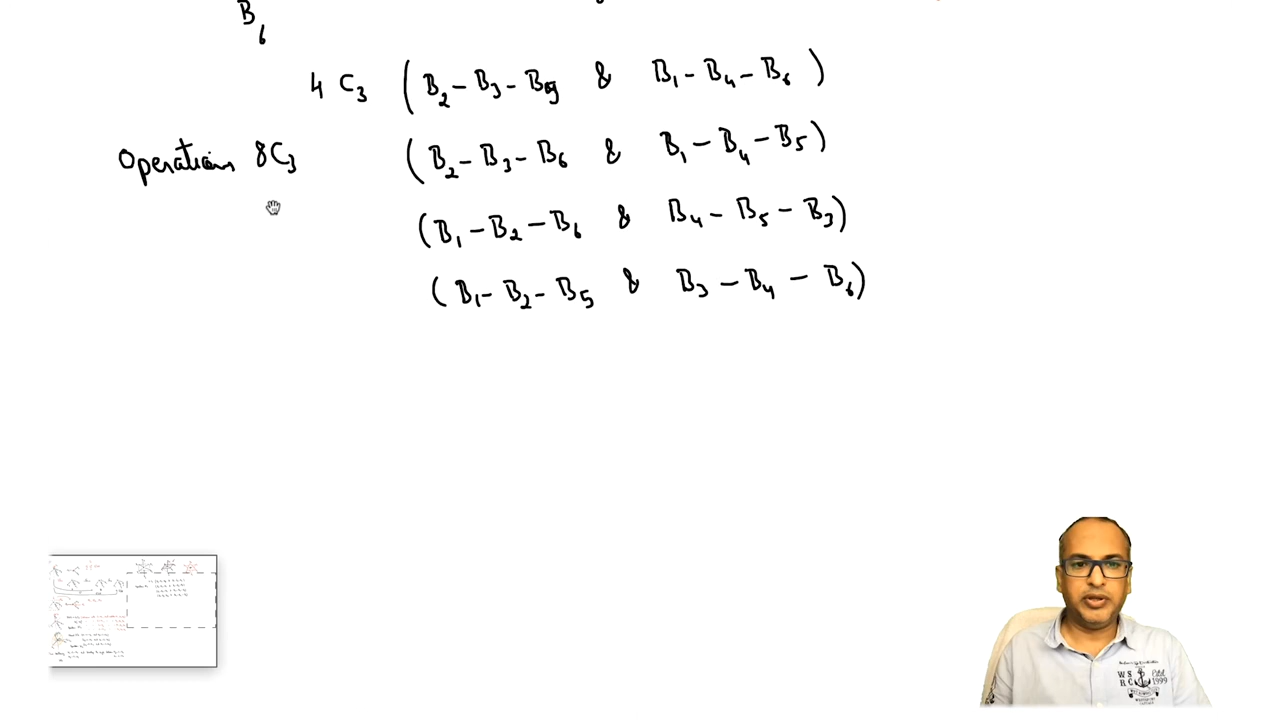 B6
4 C3 (B2 - B3 - B5 & B1 - B4 - B6)
Operations 8C3 (B2 - B3 - B6 & B1 - B4 - B5)
(B1 - B2 - B6 & B4 - B5 - B3)
(B1 - B2 - B5 & B3 - B4 - B6)
W S
B C
1999